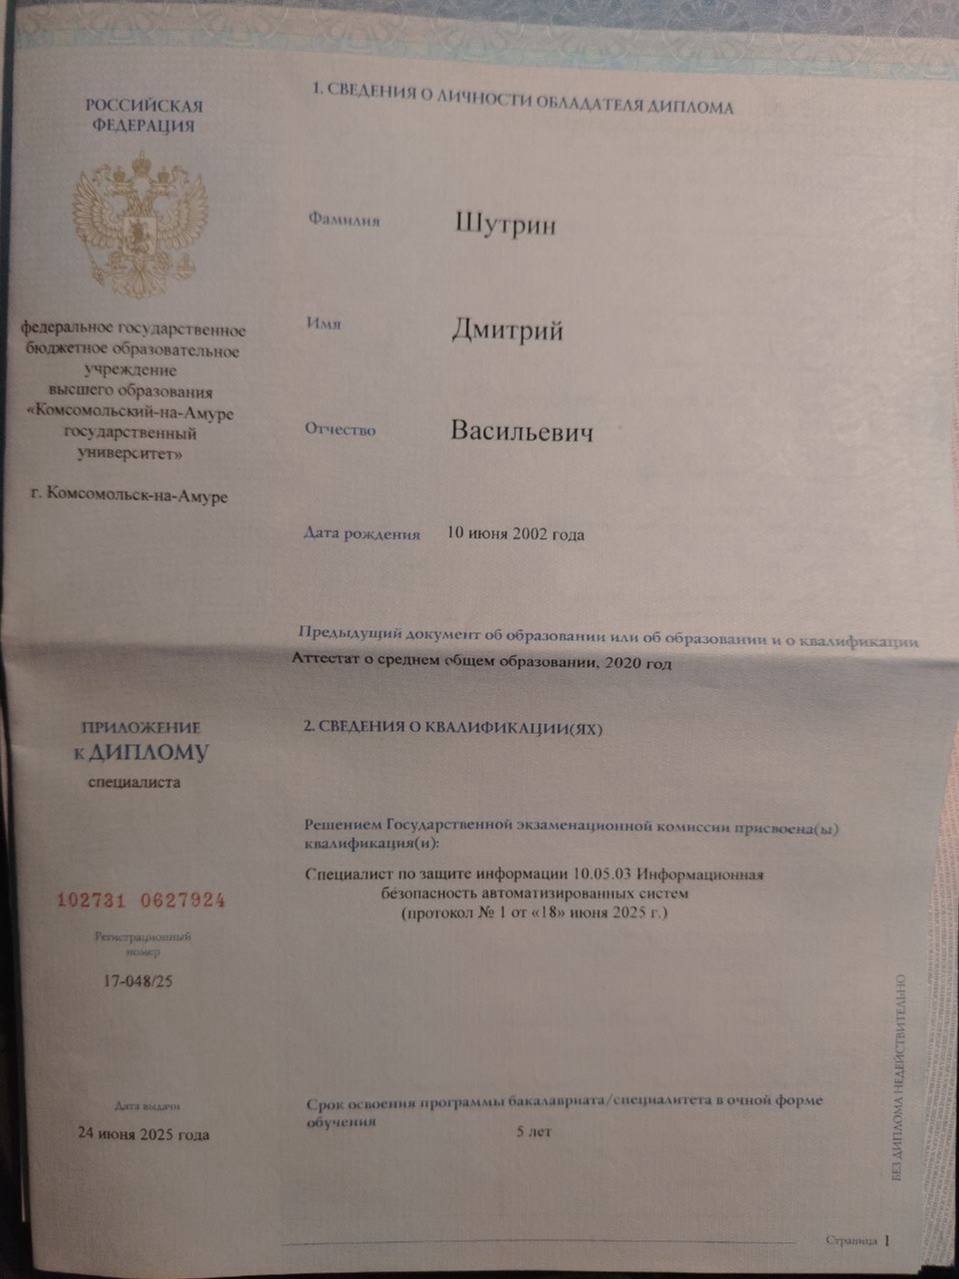 РОССИЙСКАЯ
ФЕДЕРАЦИЯ
федеральное государственное
бюджетное образовательное
учреждение
высшего образования
«Комсомольский-на-Амуре
государственный
университет»
г. Комсомольск-на-Амуре
ПРИЛОЖЕНИЕ
к ДИПЛОМУ
специалиста
102731 0627924
Регистрационный
номер
17-048/25
Дата выдачи
24 июня 2025 года
1. СВЕДЕНИЯ О ЛИЧНОСТИ ОБЛАДАТЕЛЯ ДИПЛОМА
Фамилия Шутрин
Имя Дмитрий
Отчество Васильевич
Дата рождения 10 июня 2002 года
Предыдущий документ об образовании или об образовании и о квалификации
Аттестат о среднем общем образовании, 2020 год
2. СВЕДЕНИЯ О КВАЛИФИКАЦИИ(ЯХ)
Решением Государственной экзаменационной комиссии присвоена(ы)
квалификация(и):
Специалист по защите информации 10.05.03 Информационная
безопасность автоматизированных систем
(протокол № 1 от «18» июня 2025 г.)
Срок освоения программы бакалавриата/специалитета в очной форме
обучения 5 лет
БЕЗ ДИПЛОМА НЕДЕЙСТВИТЕЛЬНО
Страница 1